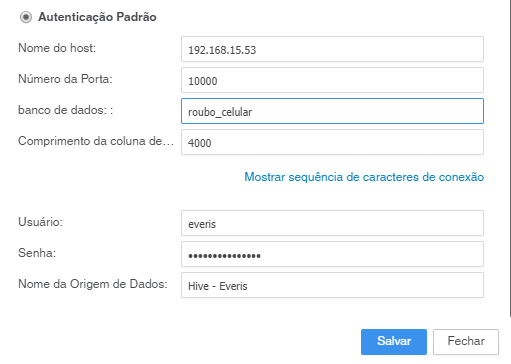 Autenticação Padrão
Nome do host: 192.168.15.53
Número da Porta: 10000
banco de dados: : roubo_celular
Comprimento da coluna de... 4000
Mostrar sequência de caracteres de conexão
Usuário: everis
Senha: •••••••••••••••
Nome da Origem de Dados: Hive - Everis
Salvar Fechar